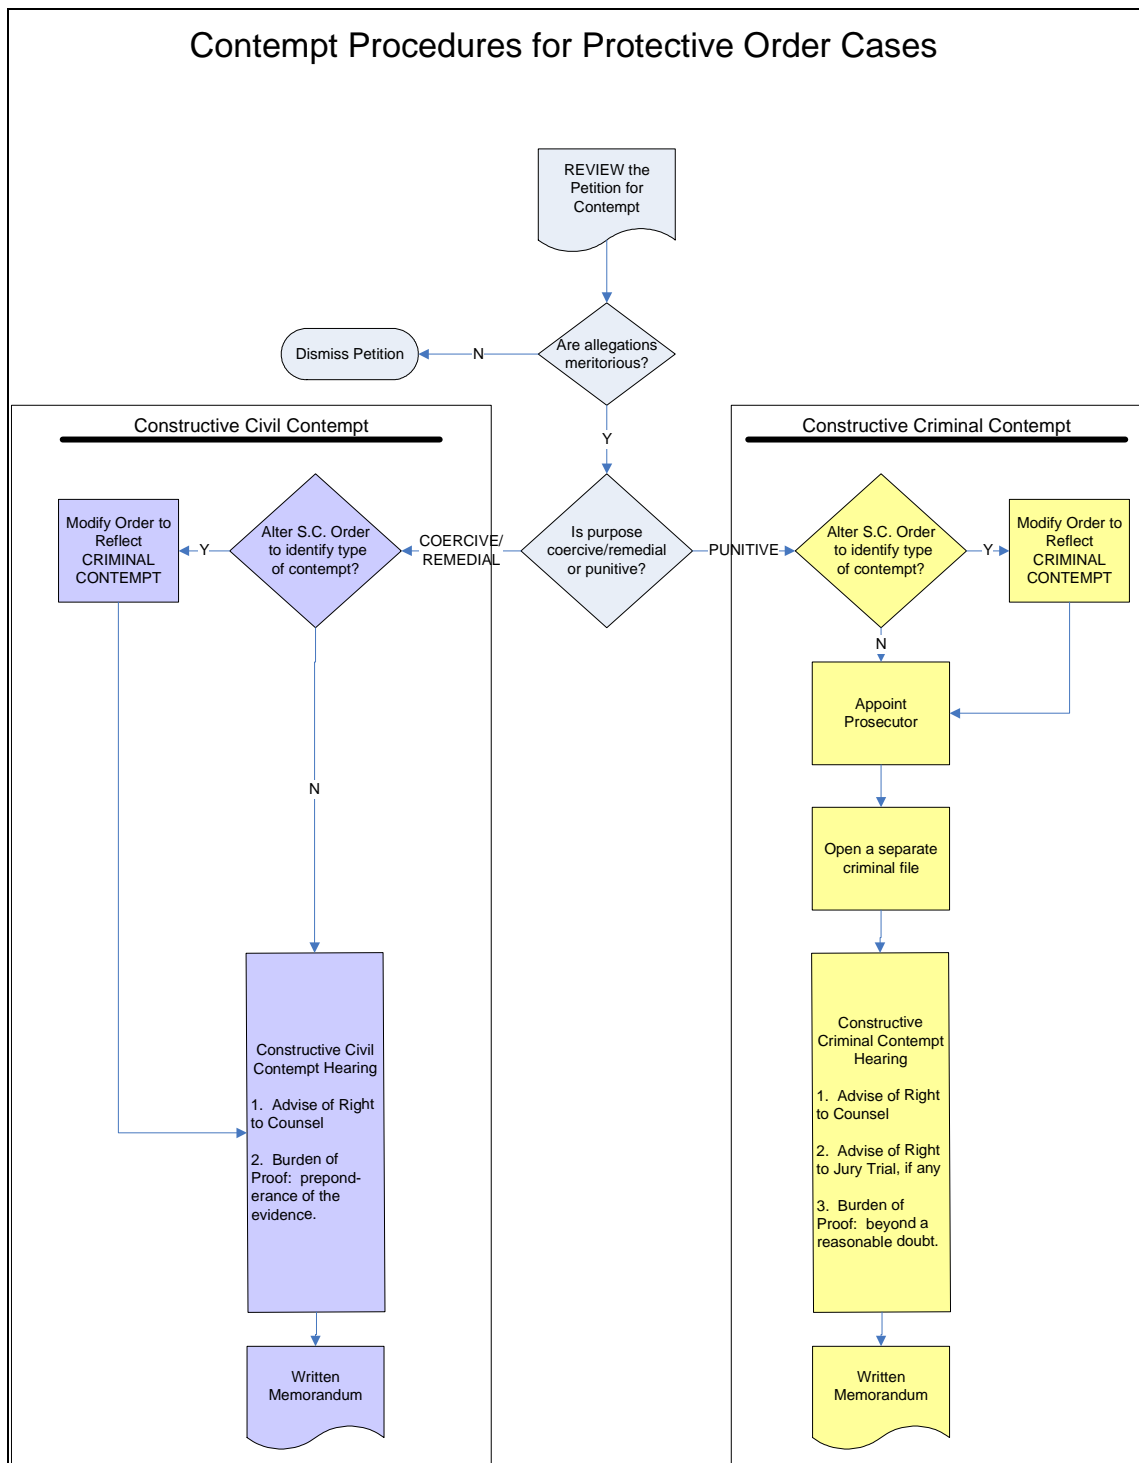 Contempt Procedures for Protective Order Cases
REVIEW the
Petition for
Contempt
Are allegations
meritorious?
N
Dismiss Petition
Y
Is purpose
coercive/remedial
or punitive?
COERCIVE/
REMEDIAL
PUNITIVE
Constructive Civil Contempt
Alter S.C. Order
to identify type
of contempt?
Y
Modify Order to
Reflect
CRIMINAL
CONTEMPT
N
Constructive Civil
Contempt Hearing
1. Advise of Right
to Counsel
2. Burden of
Proof: prepond-
erance of the
evidence.
Written
Memorandum
Constructive Criminal Contempt
Alter S.C. Order
to identify type
of contempt?
Y
Modify Order to
Reflect
CRIMINAL
CONTEMPT
N
Appoint
Prosecutor
Open a separate
criminal file
Constructive
Criminal Contempt
Hearing
1. Advise of Right
to Counsel
2. Advise of Right
to Jury Trial, if any
3. Burden of
Proof: beyond a
reasonable doubt.
Written
Memorandum